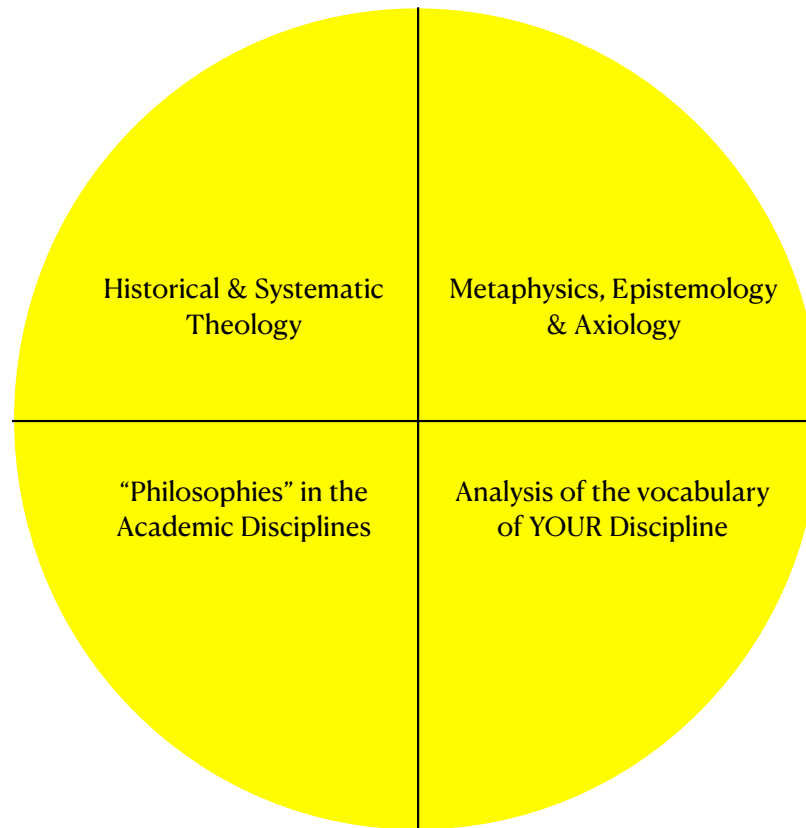 Historical & Systematic
Theology
Metaphysics, Epistemology
& Axiology
“Philosophies” in the
Academic Disciplines
Analysis of the vocabulary
of YOUR Discipline